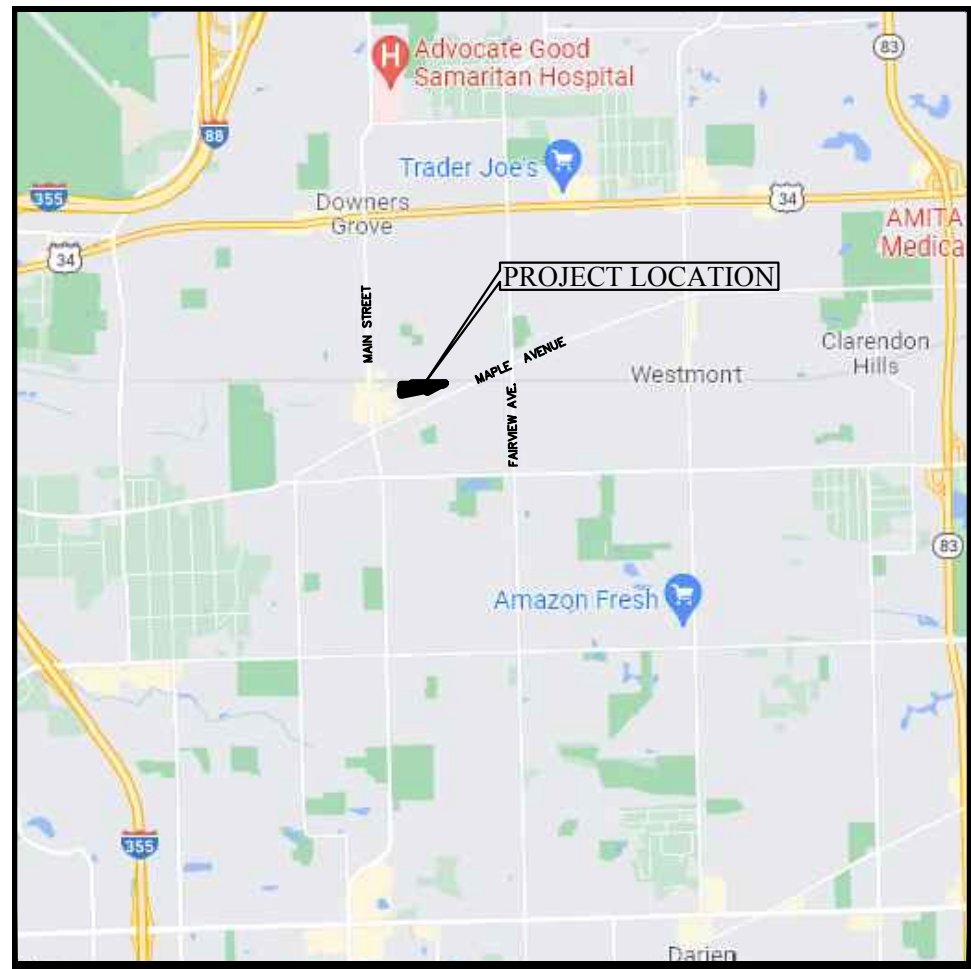 H Advocate Good
Samaritan Hospital
83
88
Trader Joe's
355
Downers
Grove
34
34
AMITA
Medica
PROJECT LOCATION
MAIN STREET
MAPLE AVENUE
Clarendon
Hills
Westmont
FAIRVIEW AVE.
83
Amazon Fresh
355
Darien